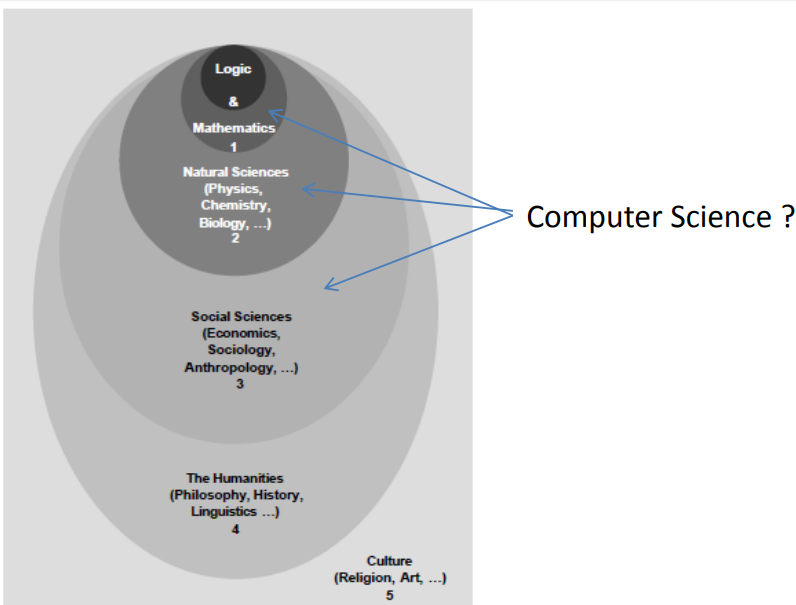 Logic
&
Mathematics
1
Natural Sciences
(Physics,
Chemistry,
Biology, ...)
2
Computer Science ?
Social Sciences
(Economics,
Sociology,
Anthropology, ...)
3
The Humanities
(Philosophy, History,
Linguistics ...)
4
Culture
(Religion, Art, ...)
5